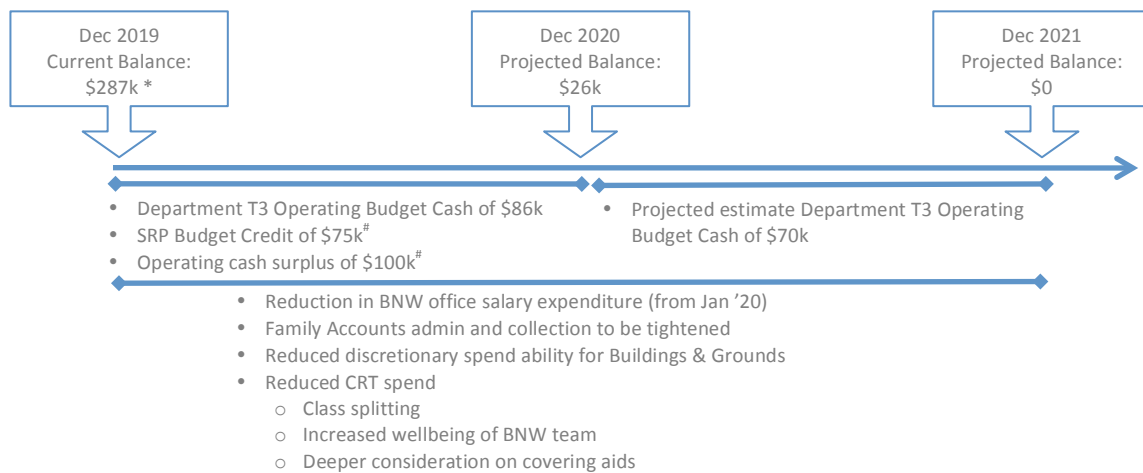 Dec 2019
Current Balance:
$287k *
Dec 2020
Projected Balance:
$26k
Dec 2021
Projected Balance:
$0
• Department T3 Operating Budget Cash of $86k
• SRP Budget Credit of $75k#
• Operating cash surplus of $100k#
• Projected estimate Department T3 Operating
Budget Cash of $70k
• Reduction in BNW office salary expenditure (from Jan ’20)
• Family Accounts admin and collection to be tightened
• Reduced discretionary spend ability for Buildings & Grounds
• Reduced CRT spend
o Class splitting
o Increased wellbeing of BNW team
o Deeper consideration on covering aids